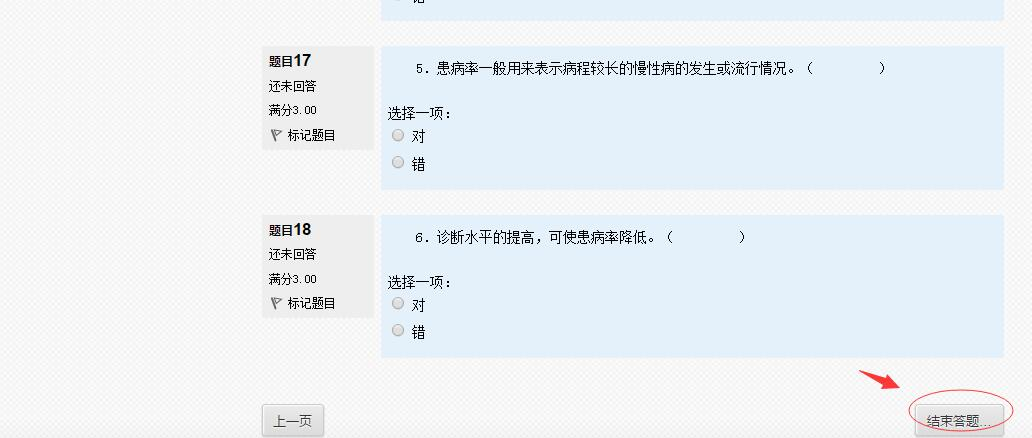 题目17
还未回答
满分3.00
标记题目
5. 患病率一般用来表示病程较长的慢性病的发生或流行情况。（　　　　）
选择一项：
对
错
题目18
还未回答
满分3.00
标记题目
6. 诊断水平的提高，可使患病率降低。（　　　　）
选择一项：
对
错
上一页
结束答题...